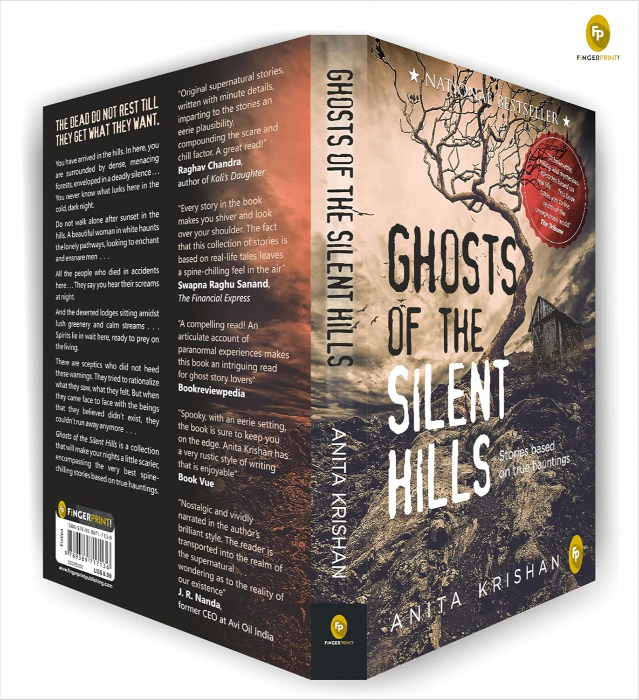 Fp
FiNGERPRINT!
THE DEAD DO NOT REST TILL
THEY GET WHAT THEY WANT.
You have arrived in the hills. In here, you
are surrounded by dense, menacing
forests, enveloped in a deadly silence . . .
You never know what lurks here in the
cold, dark night.
Do not walk alone after sunset in the
hills. A beautiful woman in white haunts
the lonely pathways, looking to enchant
and ensnare men . . .
All the people who died in accidents
here . . . They say you hear their screams
at night.
And the deserted lodges sitting amidst
lush greenery and calm streams . . .
Spirits lie in wait here, ready to prey on
the living.
There are sceptics who did not heed
these warnings. They tried to rationalize
what they saw, what they felt. But when
they came face to face with the beings
that they believed didn't exist, they
couldn't run away anymore . . .
Ghosts of the Silent Hills is a collection
that will make your nights a little scarier,
encompassing the very best spine-
chilling stories based on true hauntings.
Fp FiNGERPRINT!
Fiction
www.fingerprintpublishing.com
"Original supernatural stories,
written with minute details,
imparting to the stories an
eerie plausibility,
compounding the scare and
chill factor. A great read!"
Raghav Chandra,
author of Kali's Daughter
"Every story in the book
makes you shiver and look
over your shoulder. The fact
that this collection of stories is
based on real-life tales leaves
a spine-chilling feel in the air"
Swapna Raghu Sanand,
The Financial Express
"A compelling read! An
articulate account of
paranormal experiences makes
this book an intriguing read
for ghost story lovers"
Bookreviewpedia
"Spooky, with an eerie setting,
the book is sure to keep you
on the edge. Anita Krishan has
a very rustic style of writing
that is enjoyable"
Book Vue
"Nostalgic and vividly
narrated in the author's
brilliant style. The reader is
transported into the realm of
the supernatural . . .
wondering as to the reality of
our existence"
J. R. Nanda,
former CEO at Avi Oil India
GHOSTS OF THE SILENT HILLS
ANITA KRISHAN
Fp
FiNGERPRINT!
★ NATIONAL BESTSELLER ★
The Tribune
GHOSTS
OF THE
SILENT
HILLS
Stories based
on true hauntings
ANITA KRISHAN
Fp